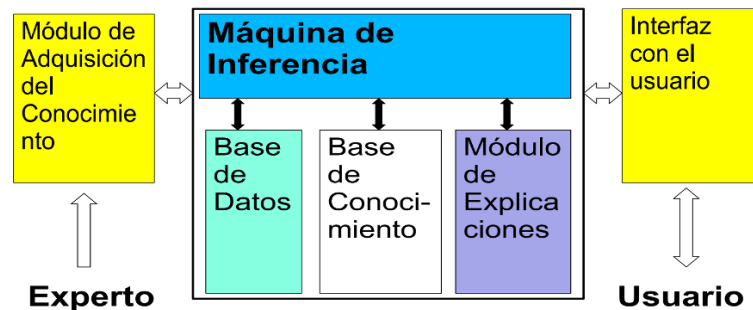 Módulo de
Adquisición
del
Conocimie
nto
Máquina de
Inferencia
Interfaz
con el
usuario
Base
de
Datos
Base
de
Conoci-
miento
Módulo
de
Explica
ciones
Experto
Usuario